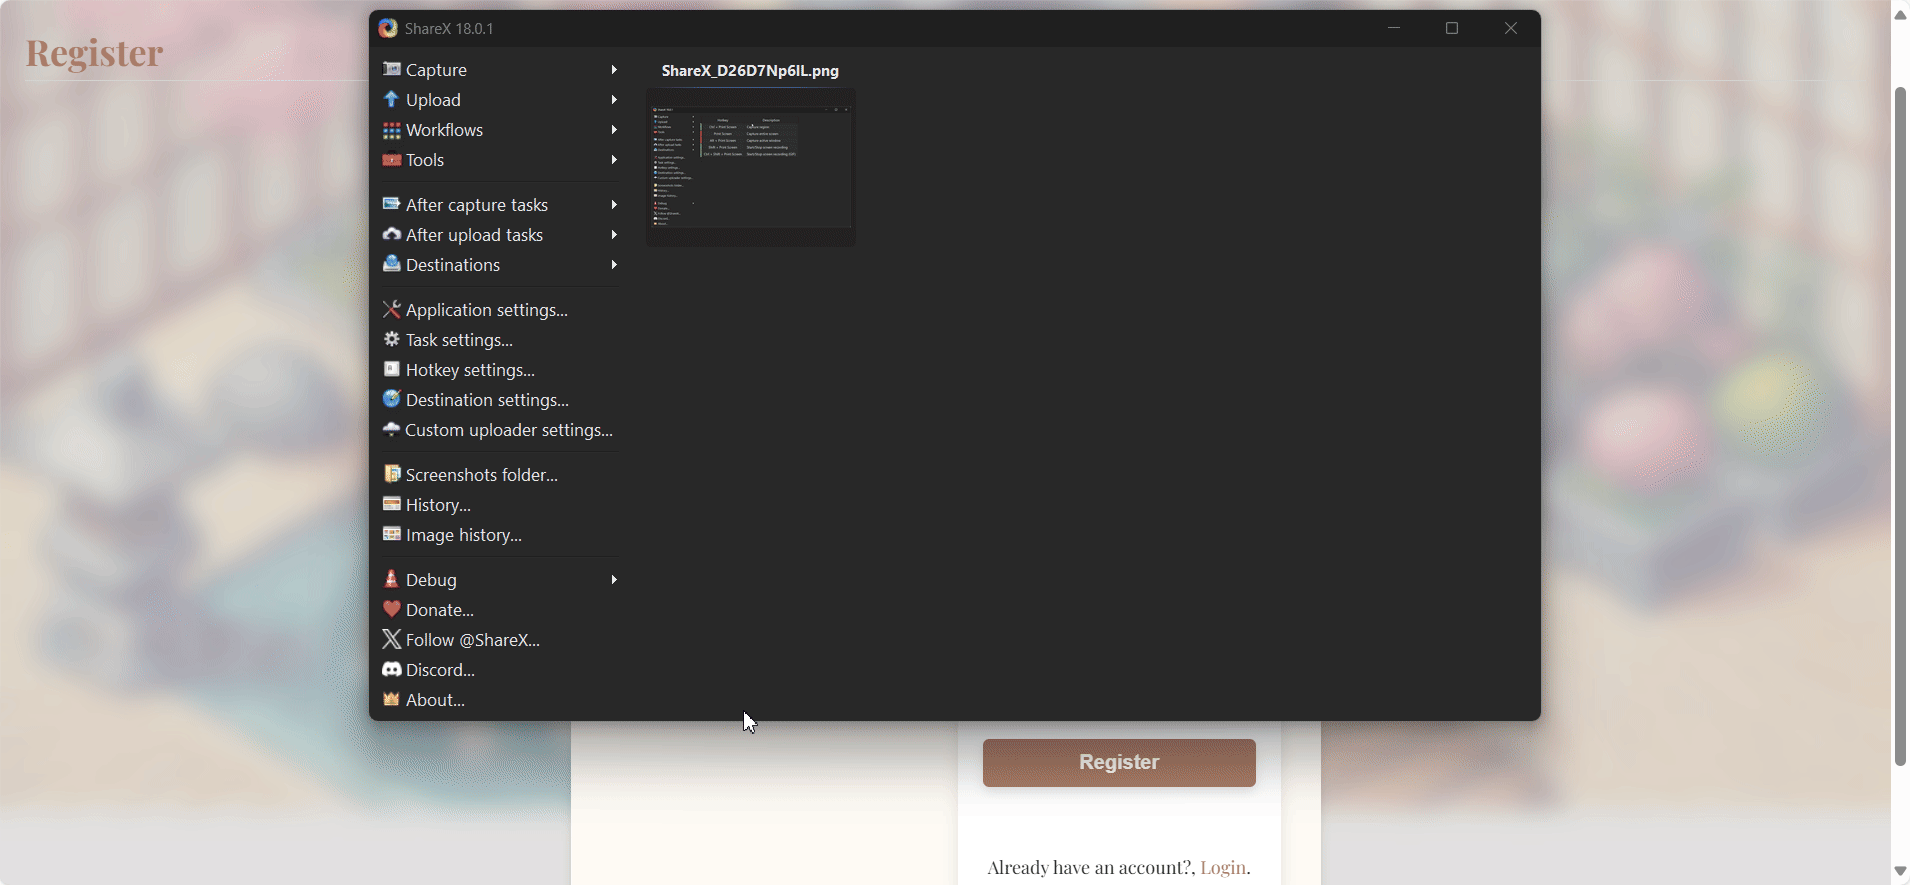 Register
ShareX 18.0.1
Capture
Upload
Workflows
Tools
After capture tasks
After upload tasks
Destinations
Application settings...
Task settings...
Hotkey settings...
Destination settings...
Custom uploader settings...
Screenshots folder...
History...
Image history...
Debug
Donate...
Follow @ShareX...
Discord...
About...
ShareX_D26D7Np6IL.png
Register
Already have an account?, Login.